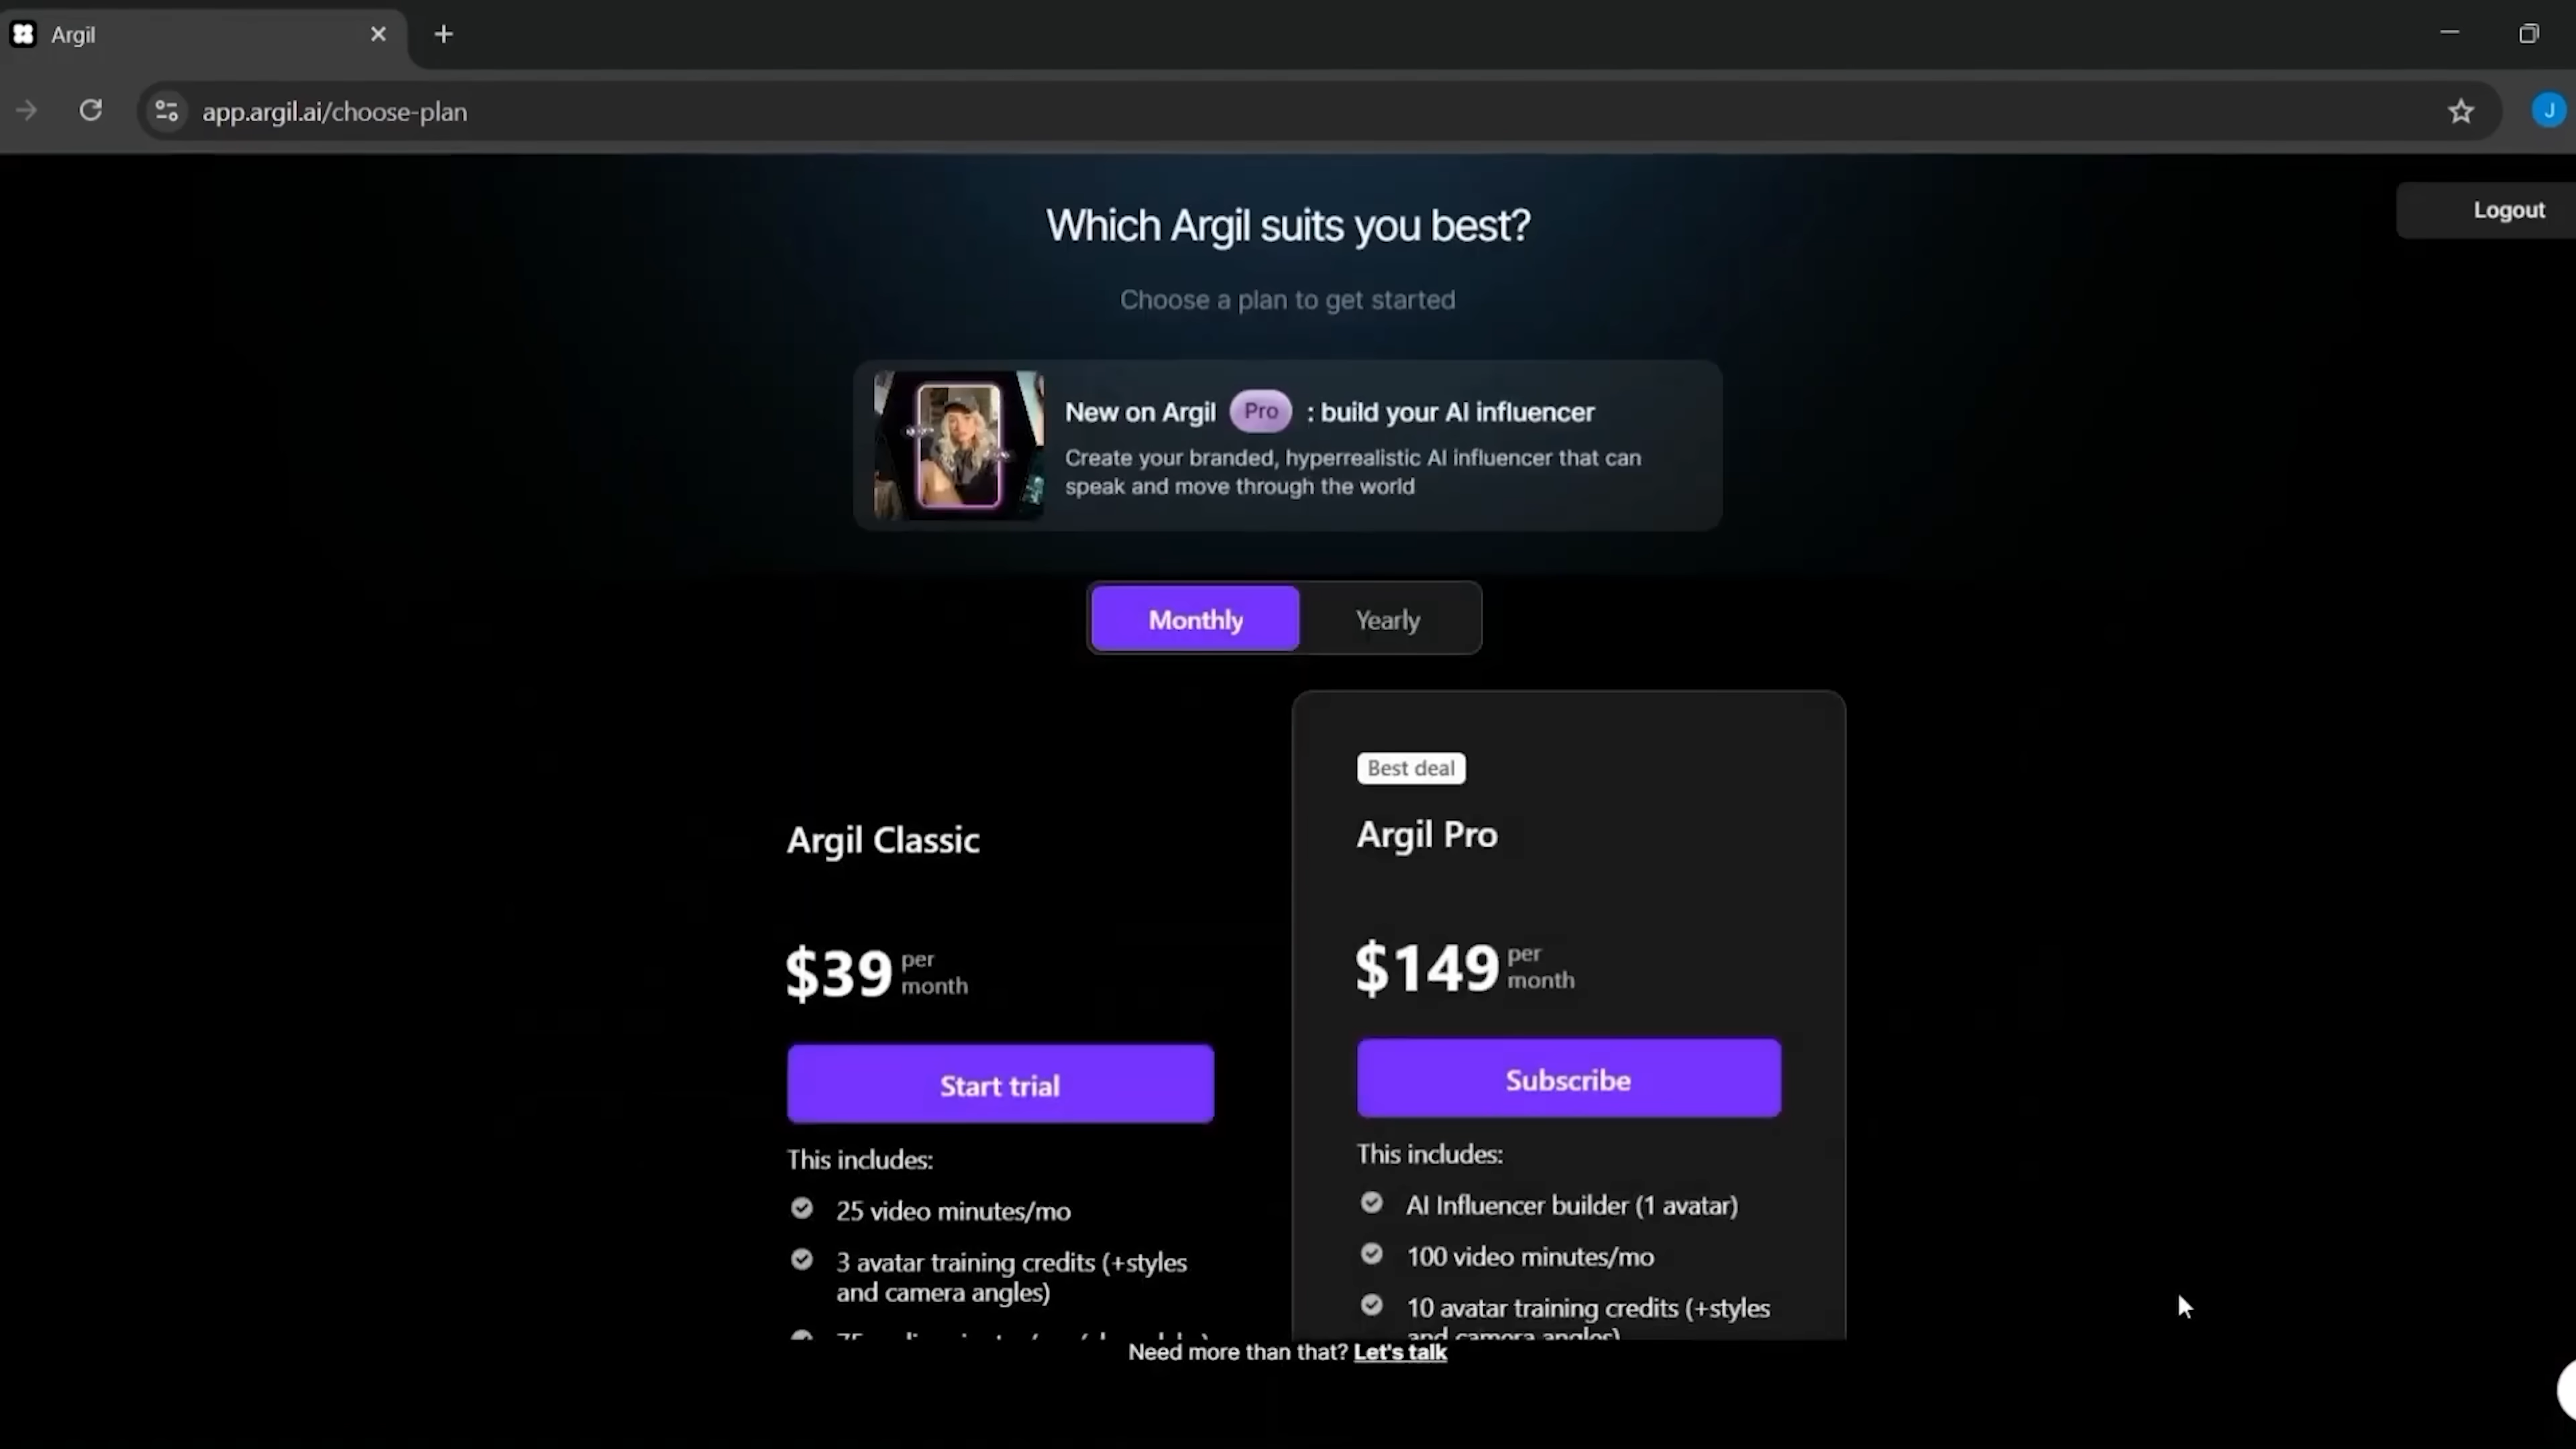 Argil
app.argil.ai/choose-plan
J
Logout
Which Argil suits you best?
Choose a plan to get started
New on Argil Pro : build your AI influencer
Create your branded, hyperrealistic AI influencer that can
speak and move through the world
Monthly
Yearly
Argil Classic
$39 per month
Start trial
This includes:
25 video minutes/mo
3 avatar training credits (+styles
and camera angles)
Best deal
Argil Pro
$149 per month
Subscribe
This includes:
AI Influencer builder (1 avatar)
100 video minutes/mo
10 avatar training credits (+styles
and camera angles)
Need more than that? Let's talk